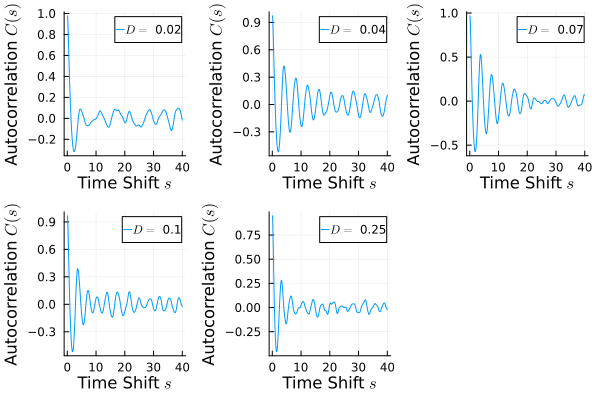 Autocorrelation C(s)
1.0
0.8
0.6
0.4
0.2
0.0
−0.2
0 10 20 30 40
Time Shift s
D = 0.02
Autocorrelation C(s)
0.9
0.6
0.3
0.0
−0.3
0 10 20 30 40
Time Shift s
D = 0.04
Autocorrelation C(s)
1.0
0.5
0.0
−0.5
0 10 20 30 40
Time Shift s
D = 0.07
Autocorrelation C(s)
0.9
0.6
0.3
0.0
−0.3
0 10 20 30 40
Time Shift s
D = 0.1
Autocorrelation C(s)
0.75
0.50
0.25
0.00
−0.25
0 10 20 30 40
Time Shift s
D = 0.25